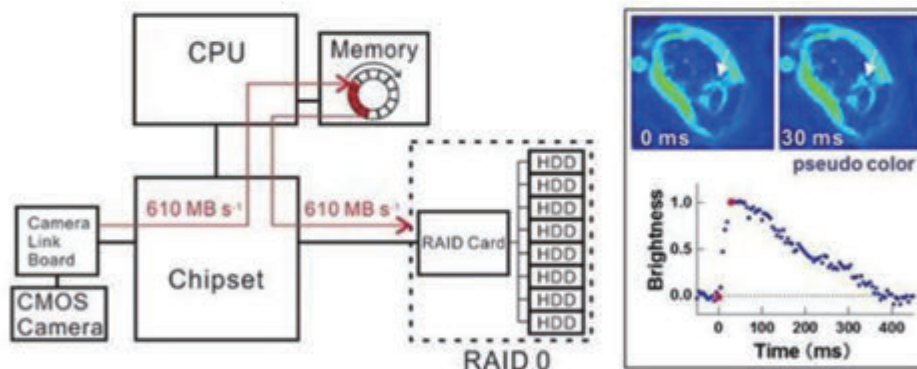 CPU
Memory
610 MB s⁻¹
610 MB s⁻¹
Camera
Link
Board
Chipset
CMOS
Camera
RAID Card
HDD
HDD
HDD
HDD
HDD
HDD
HDD
HDD
RAID 0
0 ms
30 ms
pseudo color
Brightness
1.0
0.5
0.0
0 100 200 300 400
Time (ms)